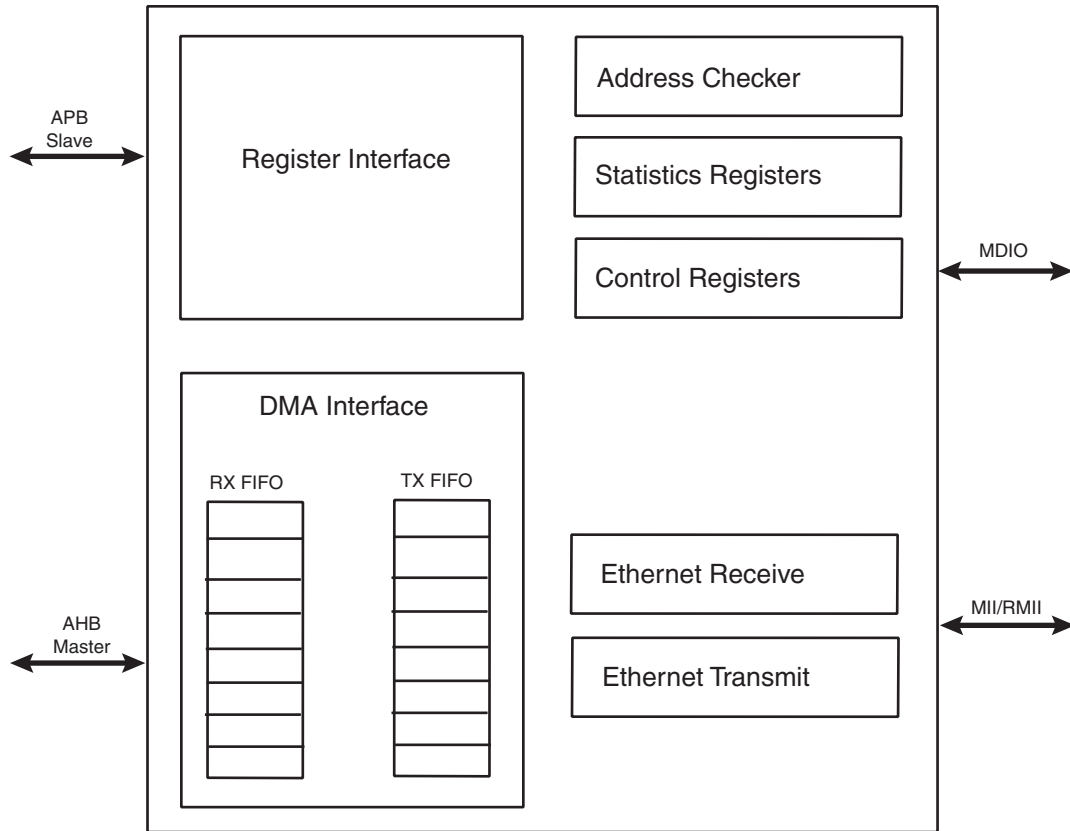 APB
Slave
Register Interface
Address Checker
Statistics Registers
Control Registers
MDIO
DMA Interface
RX FIFO
TX FIFO
AHB
Master
Ethernet Receive
Ethernet Transmit
MII/RMII